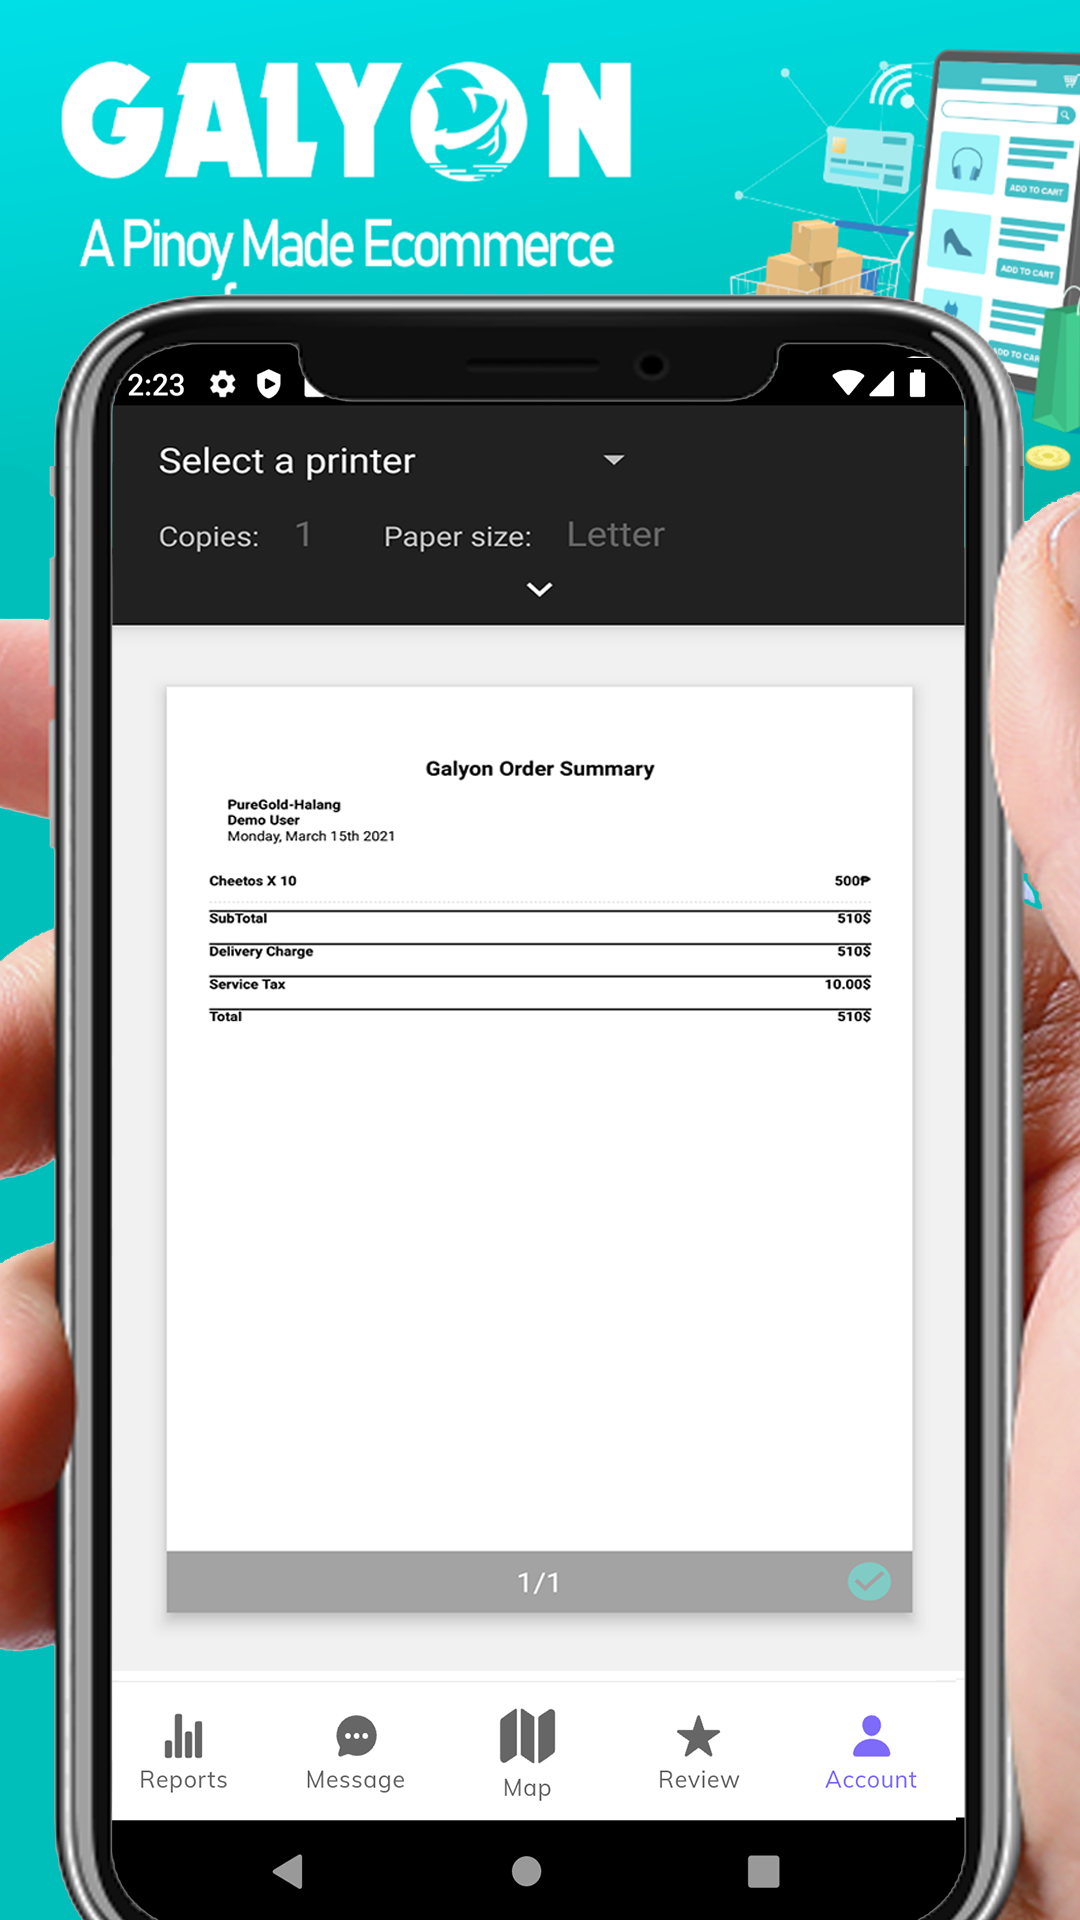 GALYON
A Pinoy Made Ecommerce
ADD TO CART
ADD TO CART
ADD TO CAR
2:23
Select a printer
Copies: 1 Paper size: Letter
Galyon Order Summary
PureGold-Halang
Demo User
Monday, March 15th 2021
Cheetos X 10 500₱
SubTotal 510$
Delivery Charge 510$
Service Tax 10.00$
Total 510$
1/1
Reports Message Map Review Account